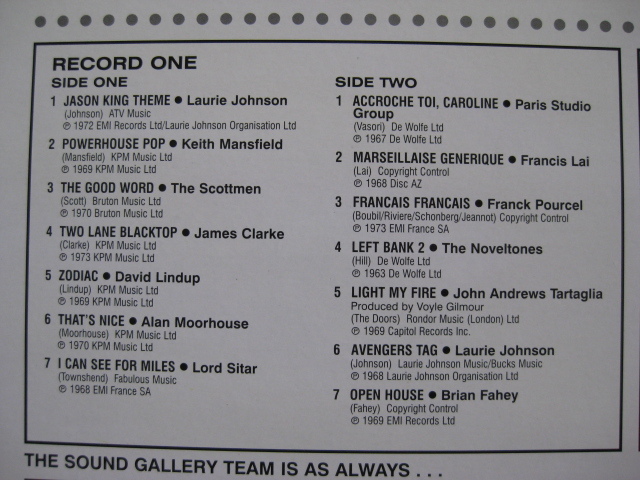 RECORD ONE
SIDE ONE
1 JASON KING THEME ● Laurie Johnson
(Johnson) ATV Music
℗ 1972 EMI Records Ltd/Laurie Johnson Organisation Ltd
2 POWERHOUSE POP ● Keith Mansfield
(Mansfield) KPM Music Ltd
℗ 1969 KPM Music Ltd
3 THE GOOD WORD ● The Scottmen
(Scott) Bruton Music Ltd
℗ 1970 Bruton Music Ltd
4 TWO LANE BLACKTOP ● James Clarke
(Clarke) KPM Music Ltd
℗ 1973 KPM Music Ltd
5 ZODIAC ● David Lindup
(Lindup) KPM Music Ltd
℗ 1969 KPM Music Ltd
6 THAT'S NICE ● Alan Moorhouse
(Moorhouse) KPM Music Ltd
℗ 1970 KPM Music Ltd
7 I CAN SEE FOR MILES ● Lord Sitar
(Townshend) Fabulous Music
℗ 1968 EMI France SA
SIDE TWO
1 ACCROCHE TOI, CAROLINE ● Paris Studio
Group
(Vasori) De Wolfe Ltd
℗ 1967 De Wolfe Ltd
2 MARSEILLAISE GENERIQUE ● Francis Lai
(Lai) Copyright Control
℗ 1968 Disc AZ
3 FRANCAIS FRANCAIS ● Franck Pourcel
(Boubil/Riviere/Schonberg/Jeannot) Copyright Control
℗ 1973 EMI France SA
4 LEFT BANK 2 ● The Noveltones
(Hill) De Wolfe Ltd
℗ 1963 De Wolfe Ltd
5 LIGHT MY FIRE ● John Andrews Tartaglia
Produced by Voyle Gilmour
(The Doors) Rondor Music (London) Ltd
℗ 1969 Capitol Records Inc.
6 AVENGERS TAG ● Laurie Johnson
(Johnson) Laurie Johnson Music/Bucks Music
℗ 1968 Laurie Johnson Organisation Ltd
7 OPEN HOUSE ● Brian Fahey
(Fahey) Copyright Control
℗ 1969 EMI Records Ltd
THE SOUND GALLERY TEAM IS AS ALWAYS . . .